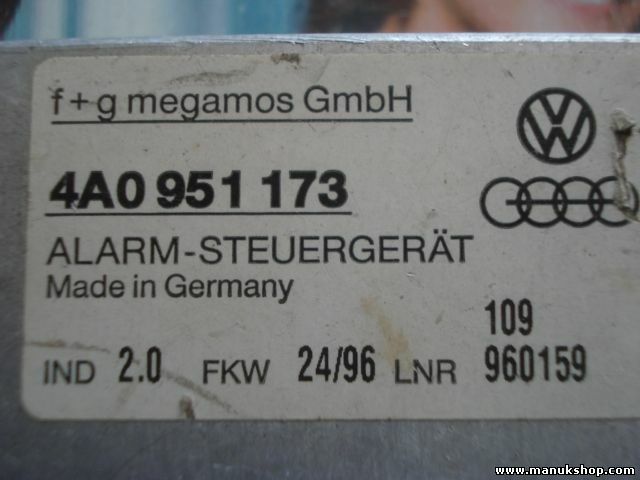 f+g megamos GmbH
4A0 951 173
ALARM-STEUERGERÄT
Made in Germany
109
IND 2.0 FKW 24/96 LNR 960159
www.manukshop.com